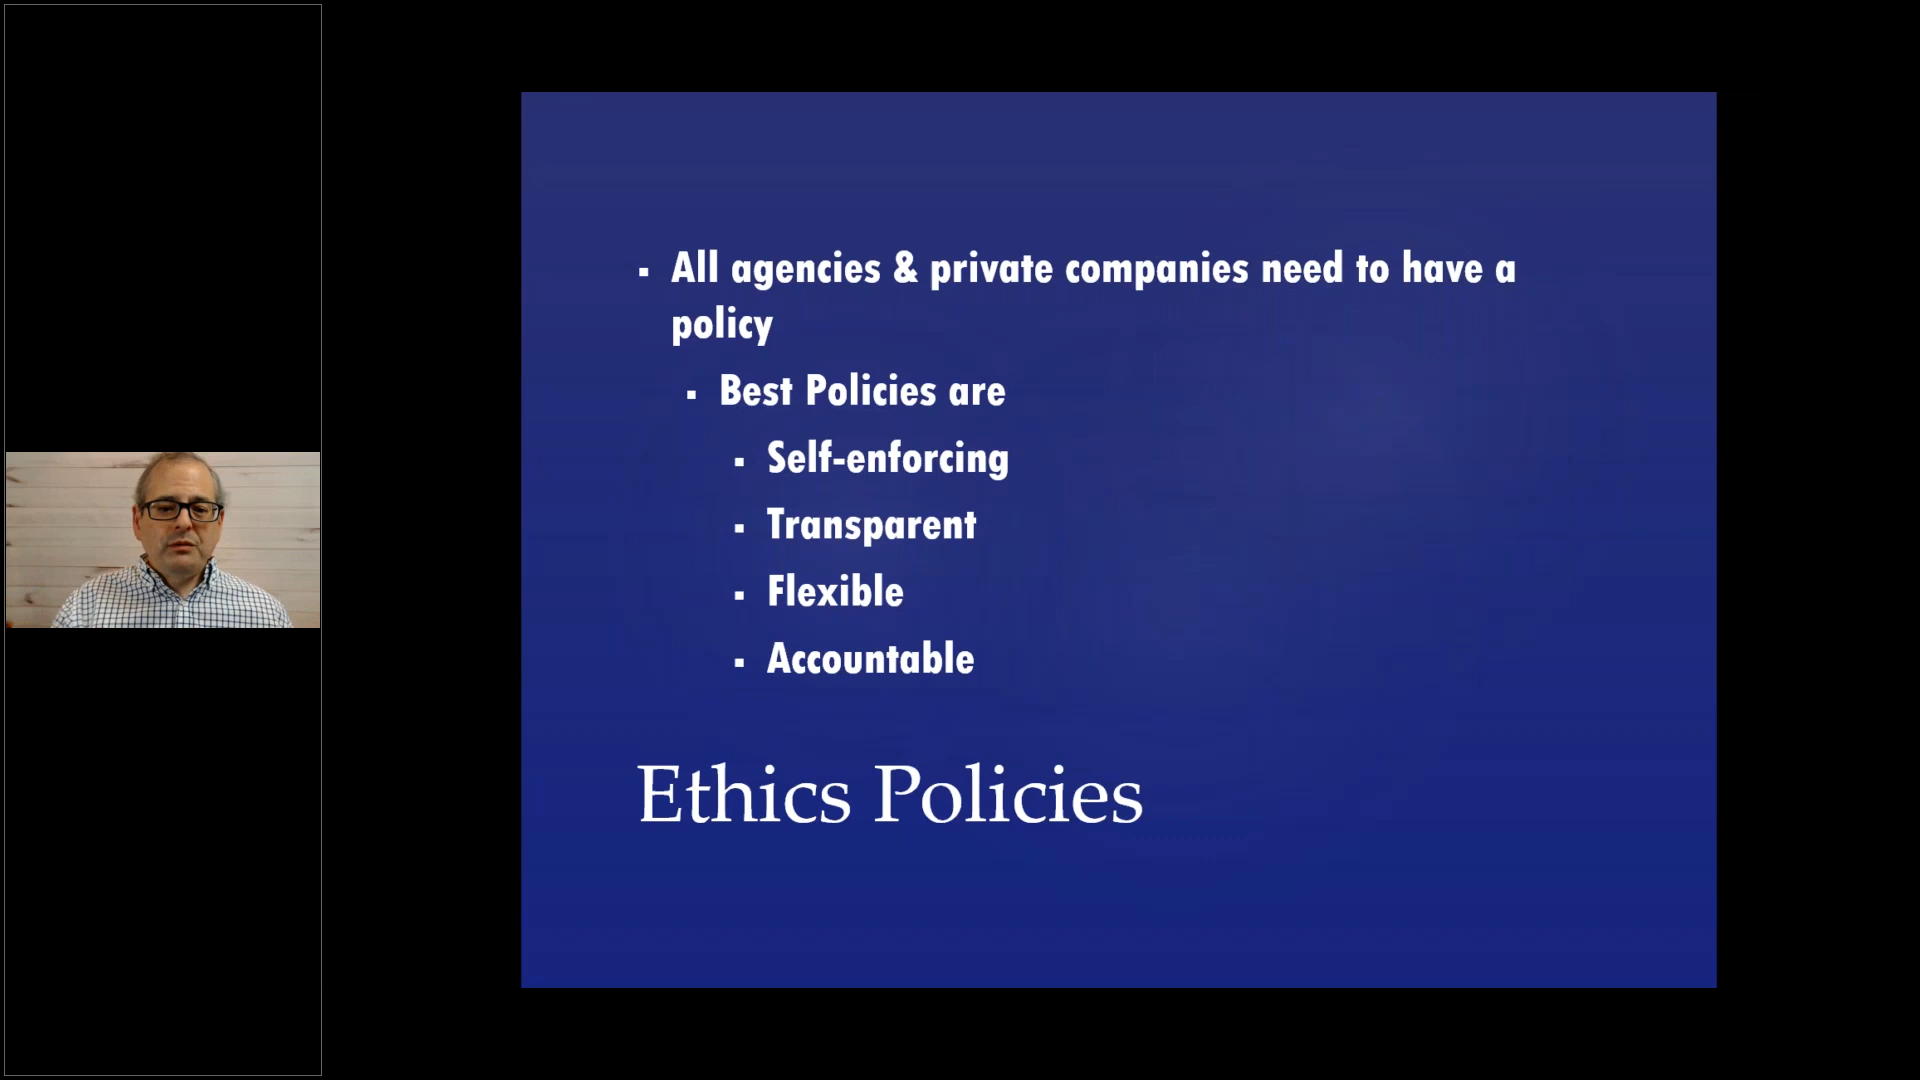 All agencies & private companies need to have a
policy
Best Policies are
Self-enforcing
Transparent
Flexible
Accountable
Ethics Policies